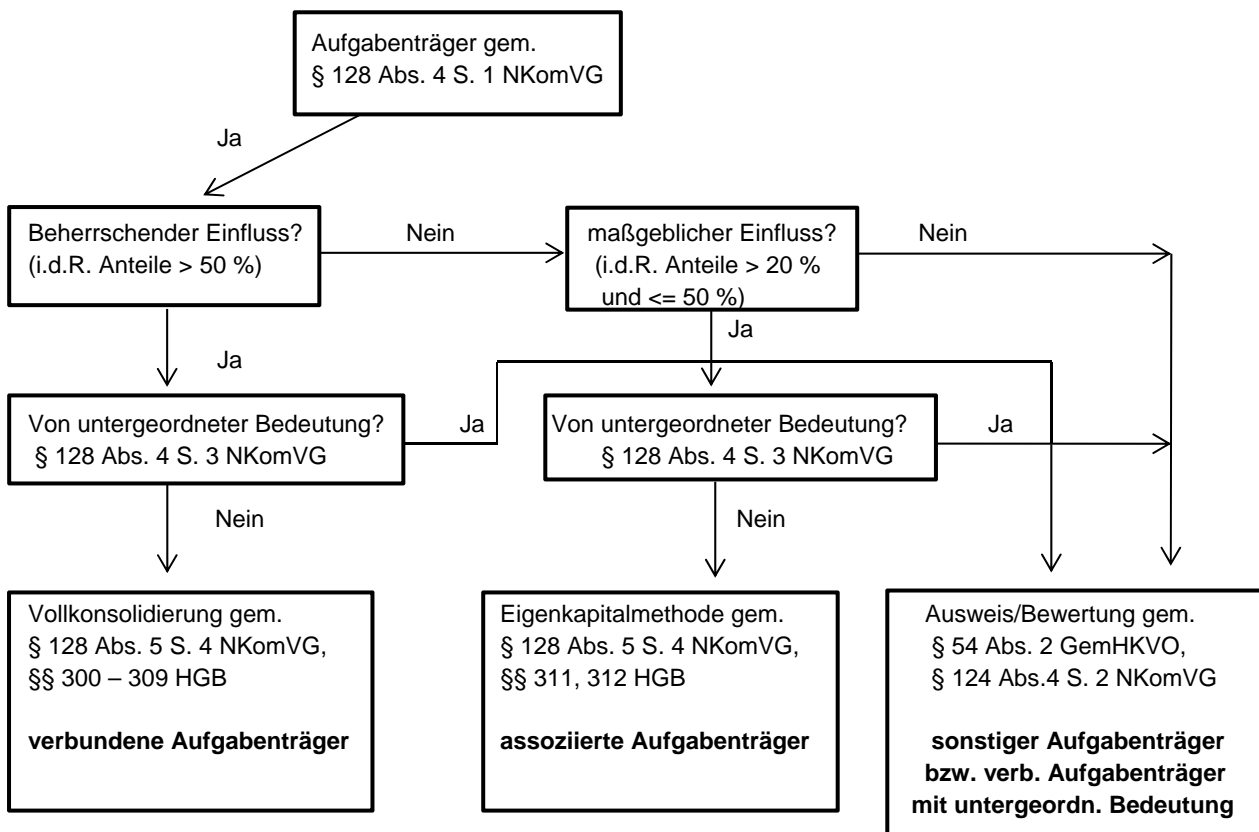 Aufgabenträger gem.
§ 128 Abs. 4 S. 1 NKomVG
Ja
Beherrschender Einfluss?
(i.d.R. Anteile > 50 %)
Nein
maßgeblicher Einfluss?
(i.d.R. Anteile > 20 %
und <= 50 %)
Nein
Ja
Ja
Von untergeordneter Bedeutung?
§ 128 Abs. 4 S. 3 NKomVG
Ja
Von untergeordneter Bedeutung?
§ 128 Abs. 4 S. 3 NKomVG
Ja
Nein
Nein
Vollkonsolidierung gem.
§ 128 Abs. 5 S. 4 NKomVG,
§§ 300 – 309 HGB
verbundene Aufgabenträger
Eigenkapitalmethode gem.
§ 128 Abs. 5 S. 4 NKomVG,
§§ 311, 312 HGB
assoziierte Aufgabenträger
Ausweis/Bewertung gem.
§ 54 Abs. 2 GemHKVO,
§ 124 Abs.4 S. 2 NKomVG
sonstiger Aufgabenträger
bzw. verb. Aufgabenträger
mit untergeordn. Bedeutung